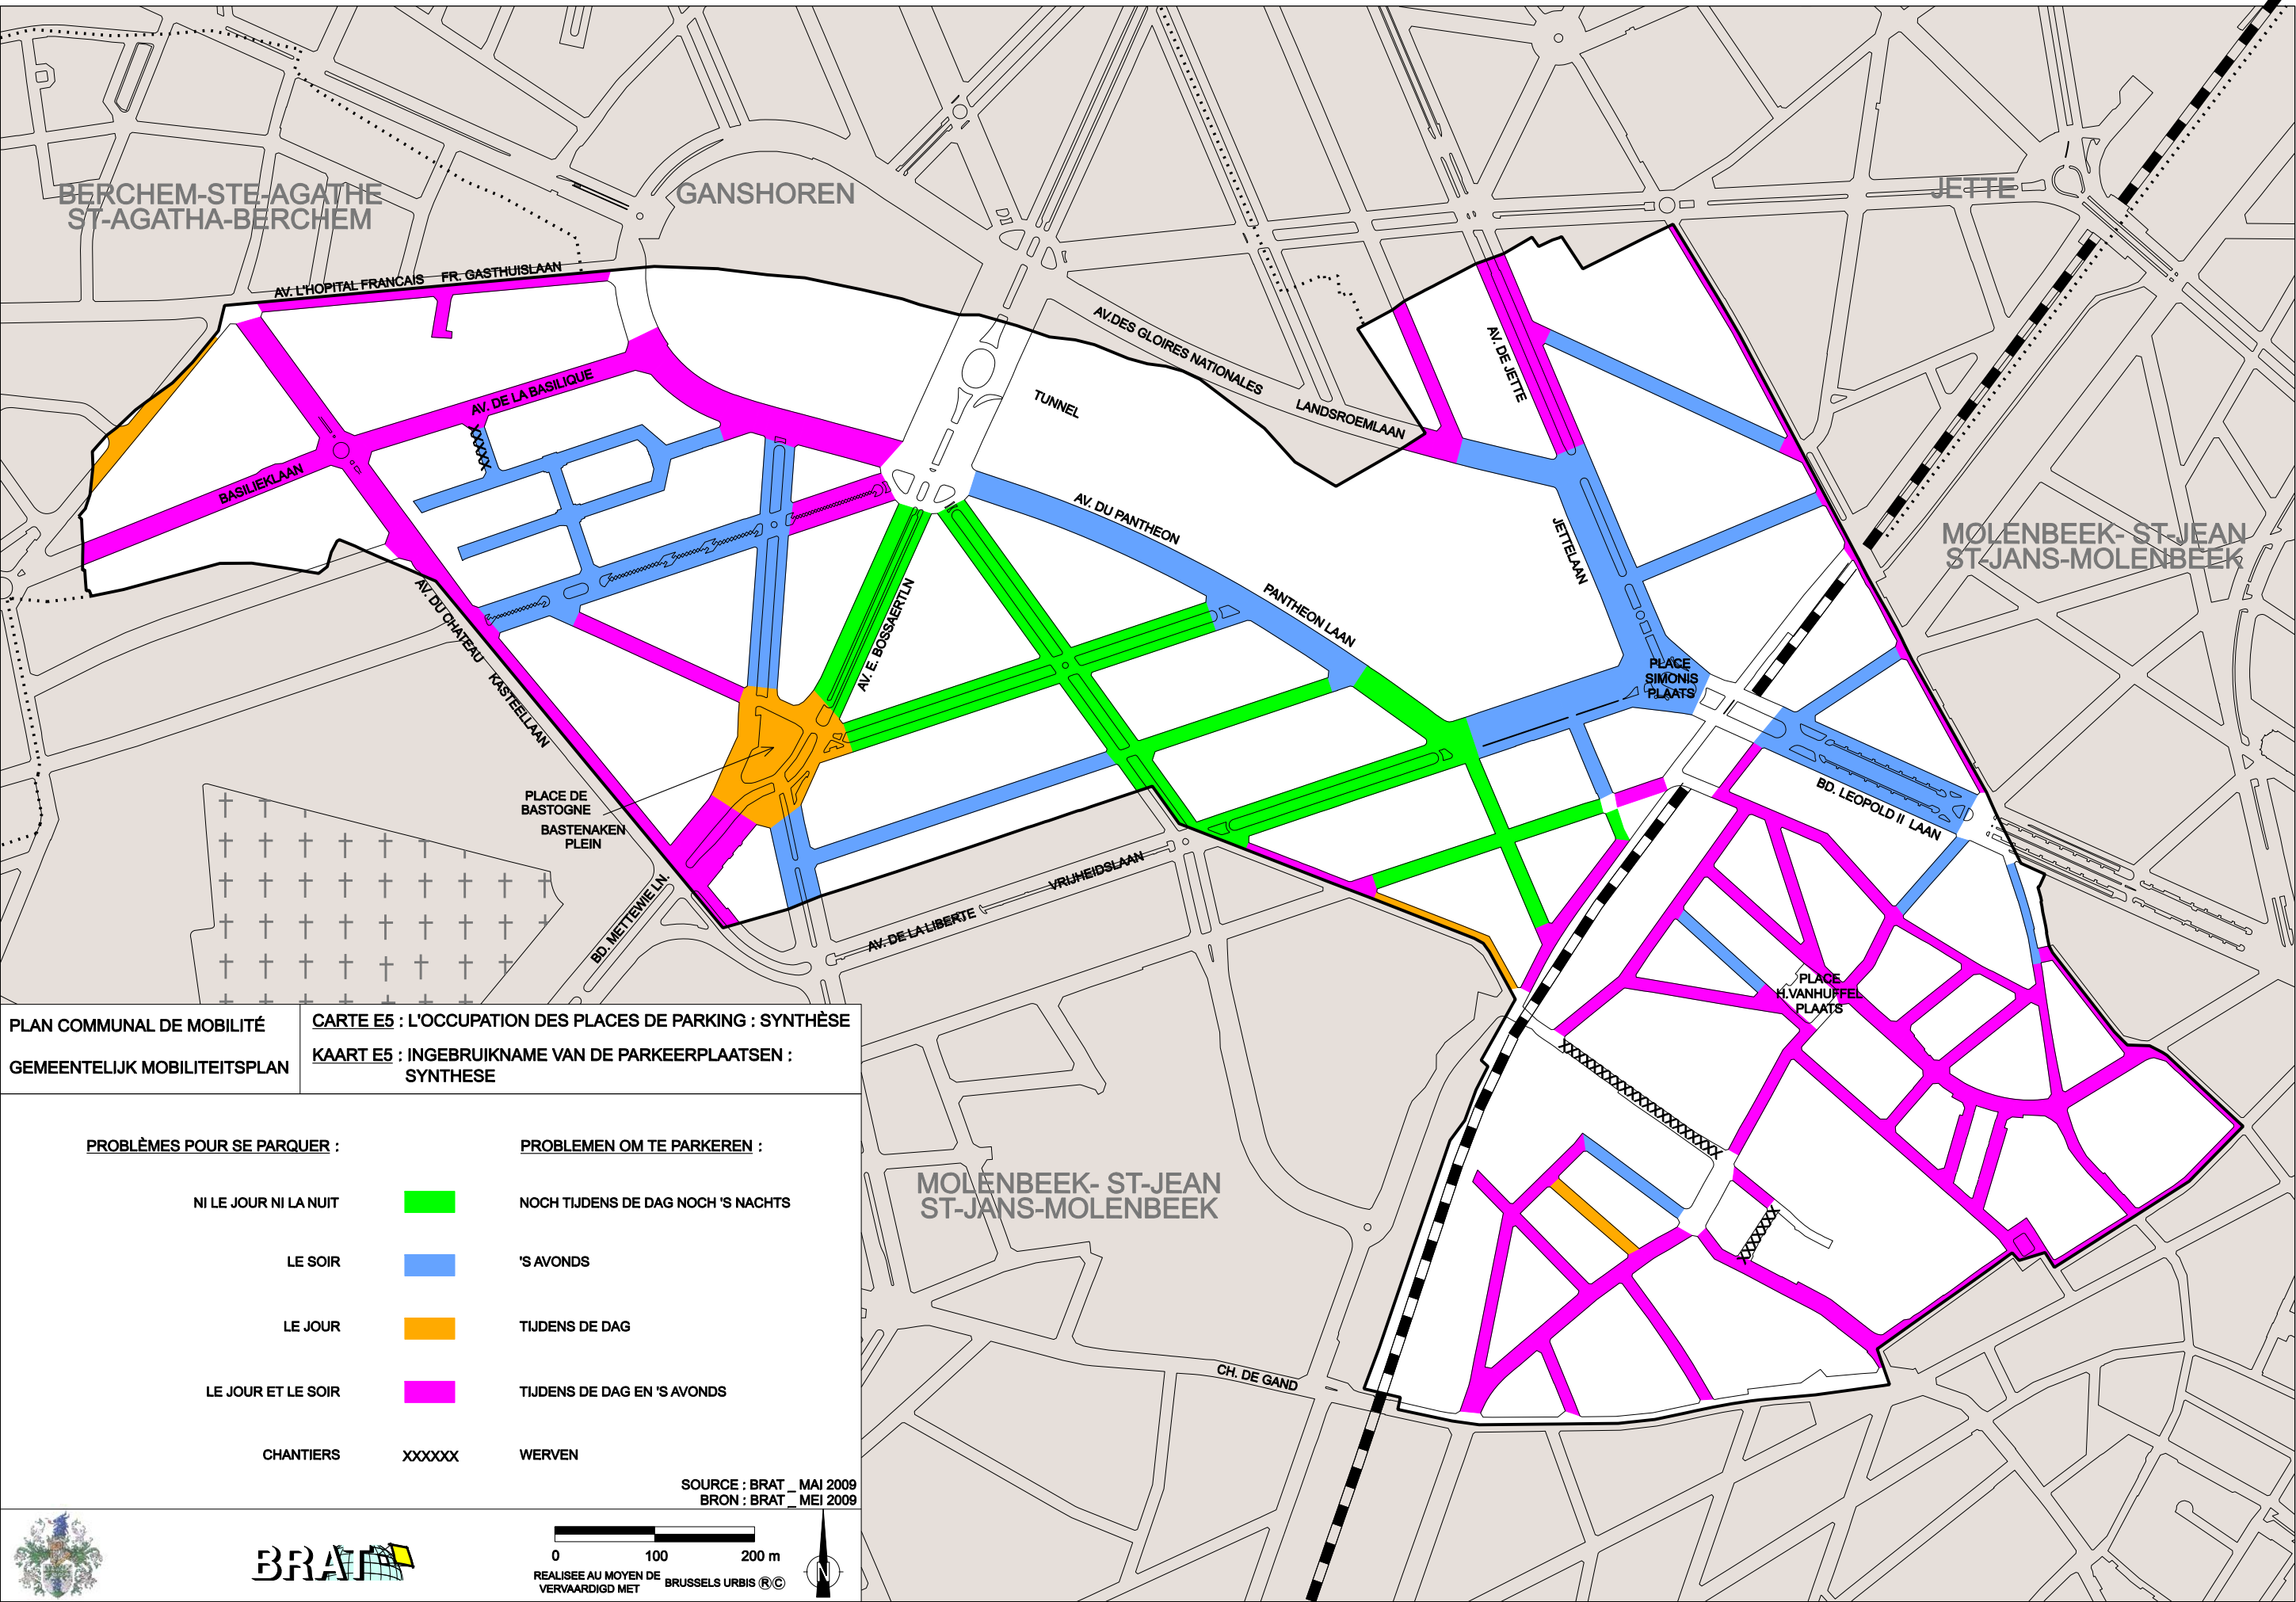 BERCHEM-STE-AGATHE
ST-AGATHA-BERCHEM
GANSHOREN
JETTE
AV. L'HOPITAL FRANCAIS FR. GASTHUISLAAN
AV.DES GLOIRES NATIONALES
LANDSROEMLAAN
AV. DE JETTE
TUNNEL
AV. DE LA BASILIQUE
BASILIEKLAAN
XXXXX
AV. DU PANTHEON
PANTHEON LAAN
JETTELAAN
MOLENBEEK- ST-JEAN
ST-JANS-MOLENBEEK
AV. DU CHATEAU KASTEELLAAN
AV. E. BOSSAERTLN
PLACE
SIMONIS
PLAATS
PLACE DE
BASTOGNE
BASTENAKEN
PLEIN
BD. LEOPOLD II LAAN
BD. METTEWIE LN.
AV. DE LA LIBERTE
VRIJHEIDSLAAN
PLACE
H.VANHUFFEL
PLAATS
XXXXXXXXXXXXXXXXXXXX
XXXXXX
MOLENBEEK- ST-JEAN
ST-JANS-MOLENBEEK
CH. DE GAND
PLAN COMMUNAL DE MOBILITÉ
GEMEENTELIJK MOBILITEITSPLAN
CARTE E5 : L'OCCUPATION DES PLACES DE PARKING : SYNTHÈSE
KAART E5 : INGEBRUIKNAME VAN DE PARKEERPLAATSEN :
SYNTHESE
PROBLÈMES POUR SE PARQUER :
PROBLEMEN OM TE PARKEREN :
NI LE JOUR NI LA NUIT
NOCH TIJDENS DE DAG NOCH 'S NACHTS
LE SOIR
'S AVONDS
LE JOUR
TIJDENS DE DAG
LE JOUR ET LE SOIR
TIJDENS DE DAG EN 'S AVONDS
CHANTIERS
XXXXXX
WERVEN
SOURCE : BRAT _ MAI 2009
BRON : BRAT _ MEI 2009
BRAT
0 100 200 m
REALISEE AU MOYEN DE
VERVAARDIGD MET
BRUSSELS URBIS ®©
N